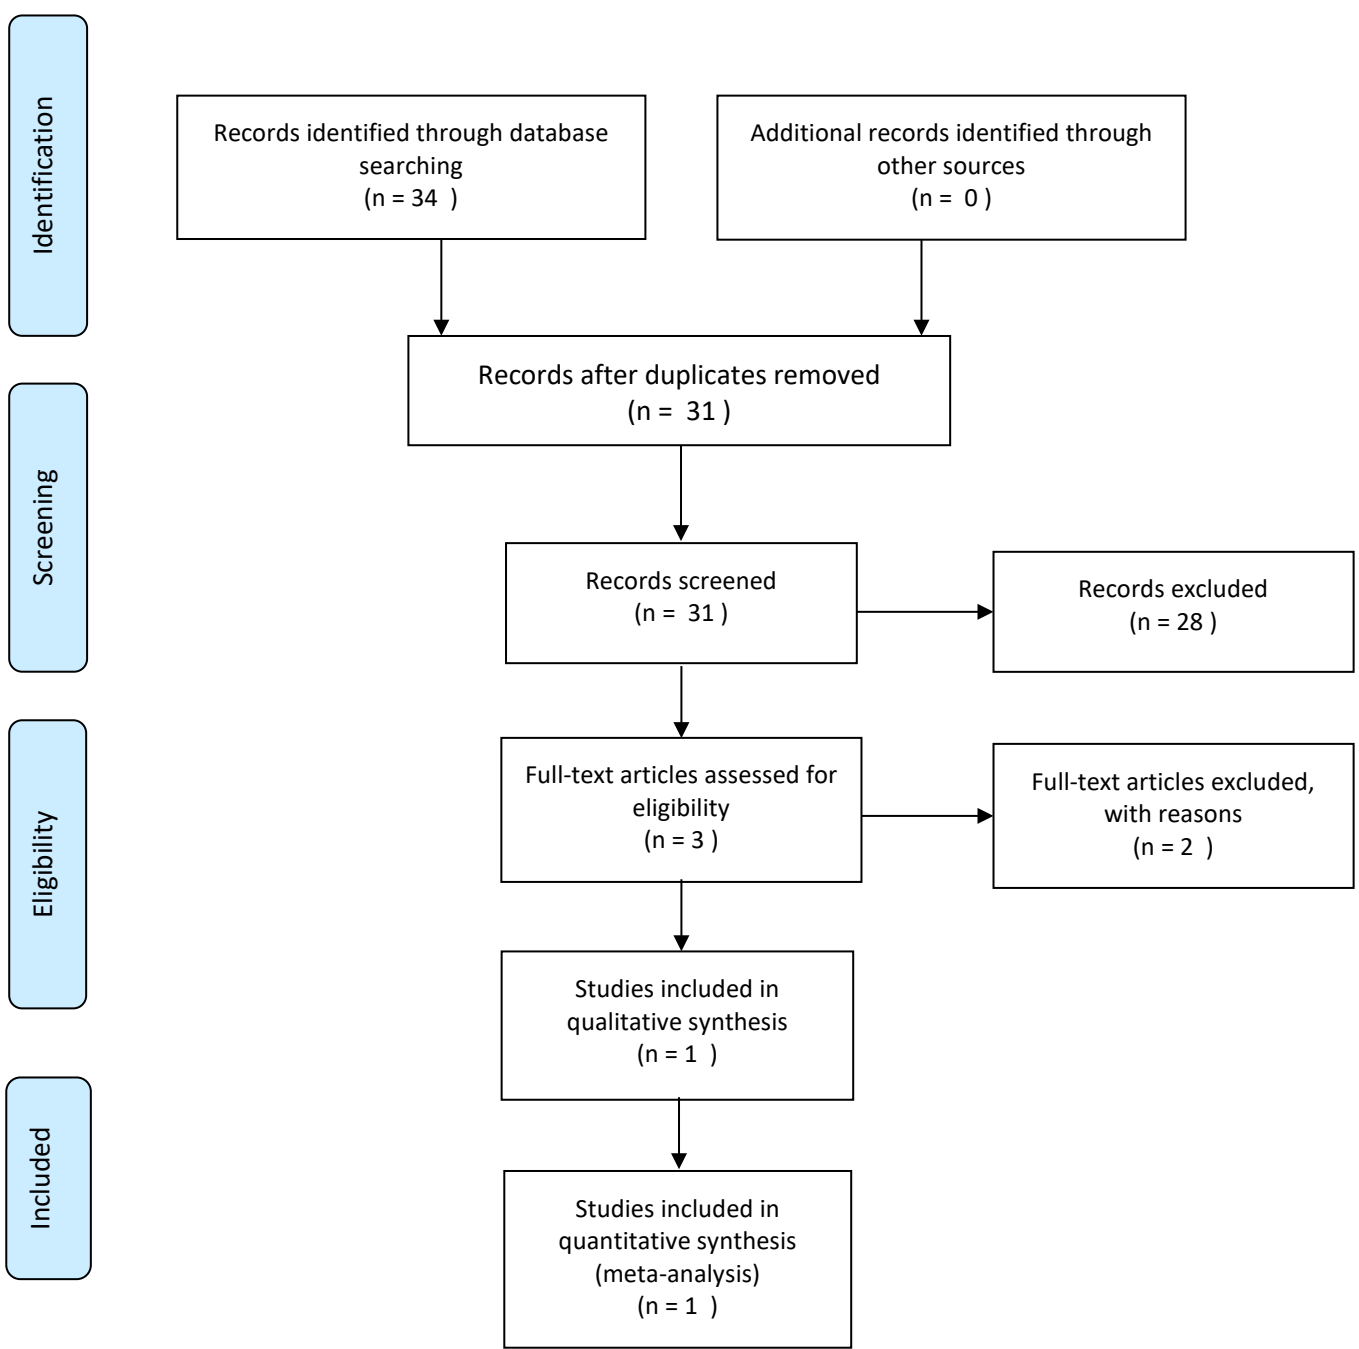 Identification
Records identified through database
searching
(n = 34 )
Additional records identified through
other sources
(n = 0 )
Records after duplicates removed
(n = 31 )
Screening
Records screened
(n = 31 )
Records excluded
(n = 28 )
Eligibility
Full-text articles assessed for
eligibility
(n = 3 )
Full-text articles excluded,
with reasons
(n = 2 )
Studies included in
qualitative synthesis
(n = 1 )
Included
Studies included in
quantitative synthesis
(meta-analysis)
(n = 1 )